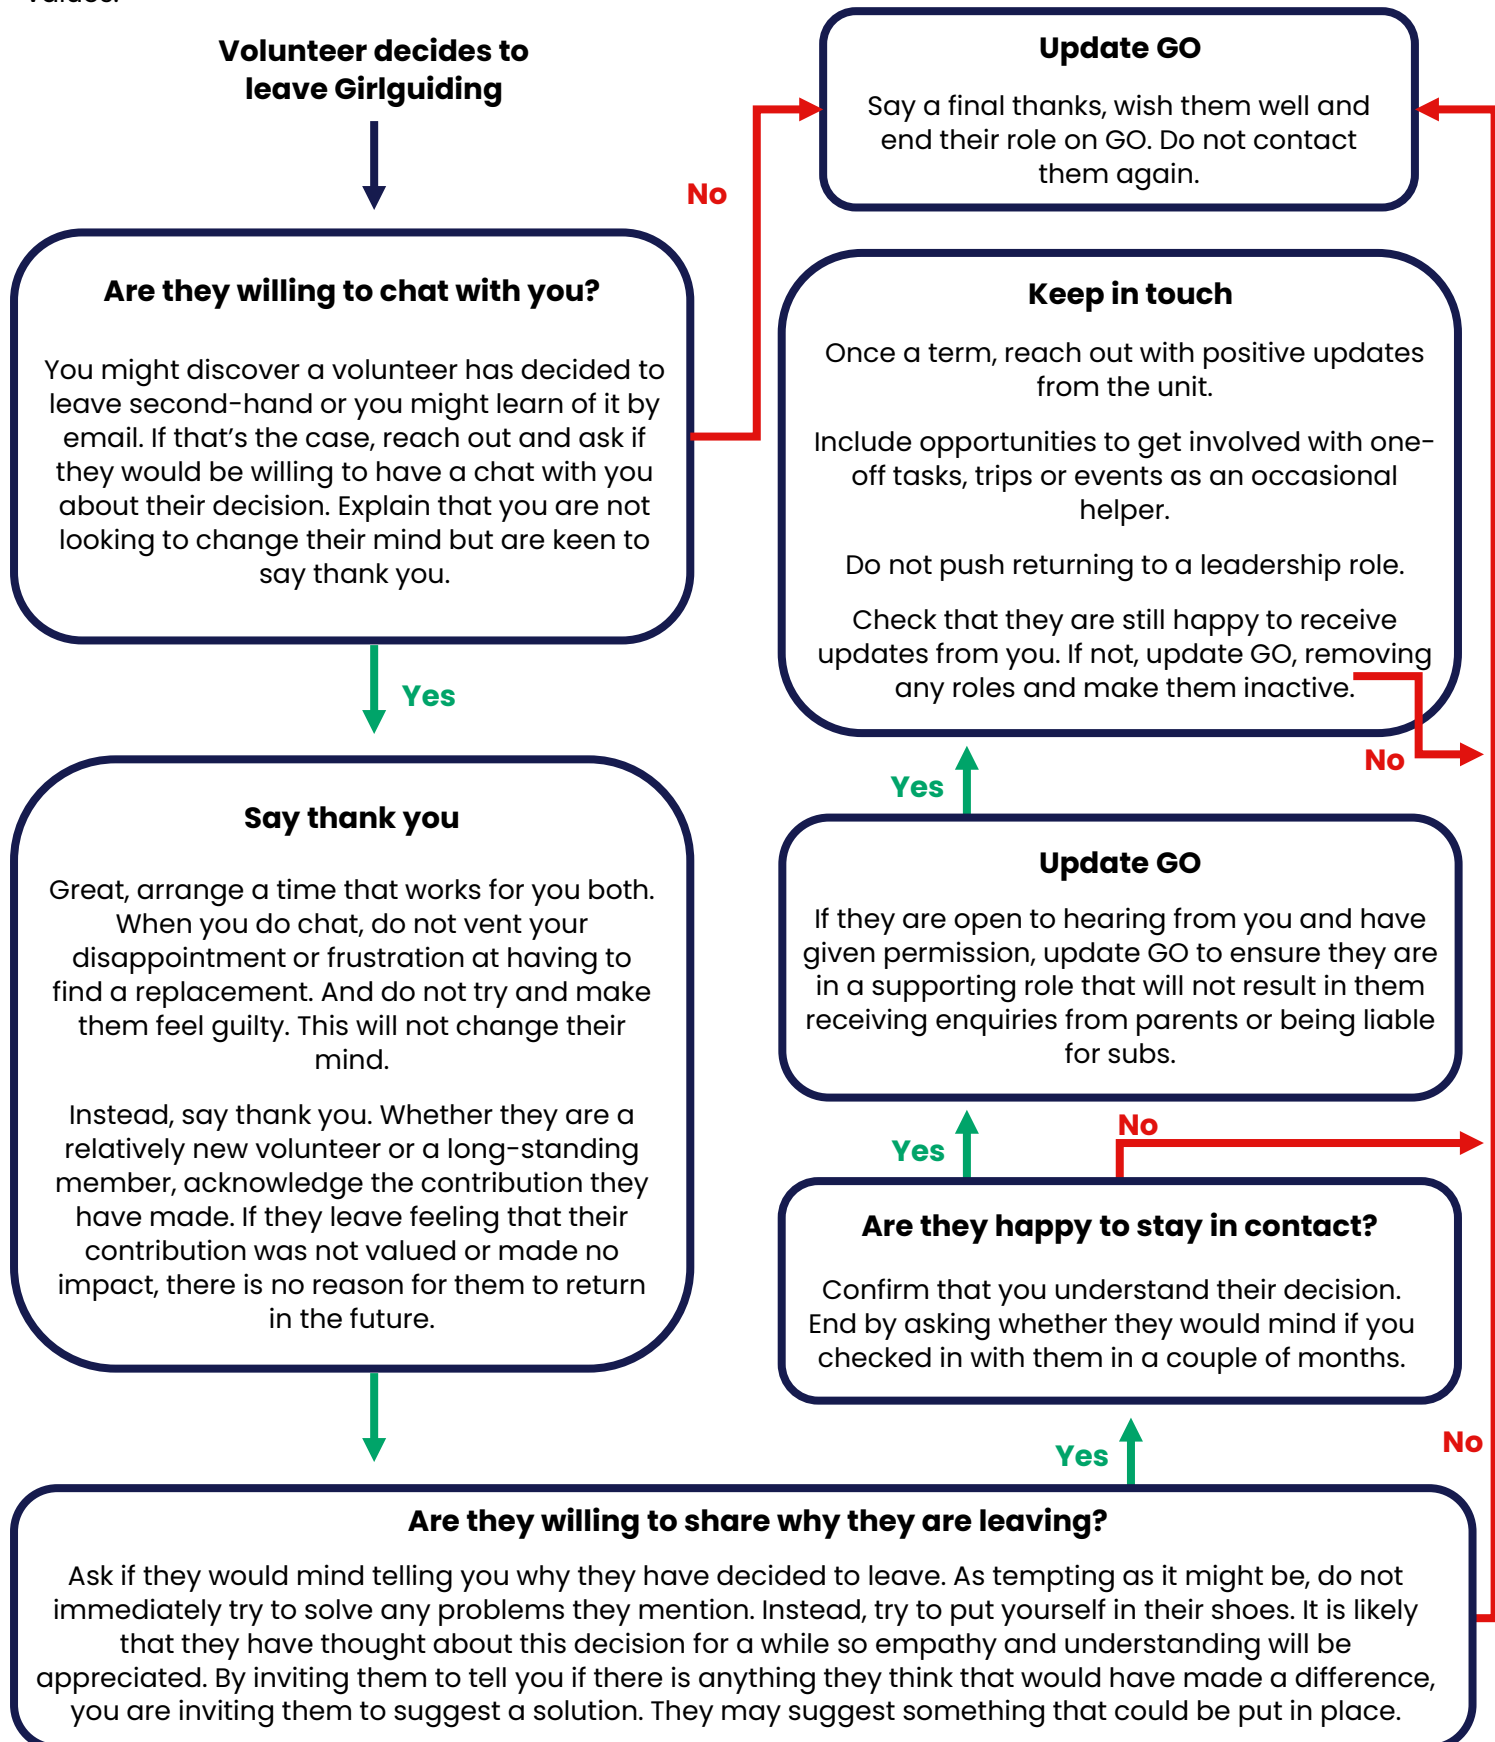 Volunteer decides to
leave Girlguiding
Are they willing to chat with you?
You might discover a volunteer has decided to
leave second-hand or you might learn of it by
email. If that's the case, reach out and ask if
they would be willing to have a chat with you
about their decision. Explain that you are not
looking to change their mind but are keen to
say thank you.
No
Yes
Say thank you
Great, arrange a time that works for you both.
When you do chat, do not vent your
disappointment or frustration at having to
find a replacement. And do not try and make
them feel guilty. This will not change their
mind.
Instead, say thank you. Whether they are a
relatively new volunteer or a long-standing
member, acknowledge the contribution they
have made. If they leave feeling that their
contribution was not valued or made no
impact, there is no reason for them to return
in the future.
Are they willing to share why they are leaving?
Ask if they would mind telling you why they have decided to leave. As tempting as it might be, do not
immediately try to solve any problems they mention. Instead, try to put yourself in their shoes. It is likely
that they have thought about this decision for a while so empathy and understanding will be
appreciated. By inviting them to tell you if there is anything they think that would have made a difference,
you are inviting them to suggest a solution. They may suggest something that could be put in place.
Yes
No
Are they happy to stay in contact?
Confirm that you understand their decision.
End by asking whether they would mind if you
checked in with them in a couple of months.
Yes
No
Update GO
If they are open to hearing from you and have
given permission, update GO to ensure they are
in a supporting role that will not result in them
receiving enquiries from parents or being liable
for subs.
Yes
Keep in touch
Once a term, reach out with positive updates
from the unit.
Include opportunities to get involved with one-
off tasks, trips or events as an occasional
helper.
Do not push returning to a leadership role.
Check that they are still happy to receive
updates from you. If not, update GO, removing
any roles and make them inactive.
No
Update GO
Say a final thanks, wish them well and
end their role on GO. Do not contact
them again.